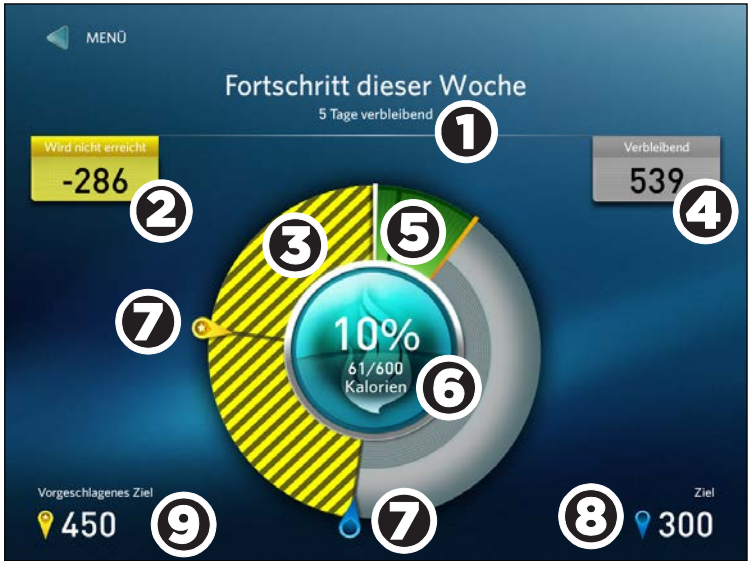 MENÜ
Fortschritt dieser Woche
5 Tage verbleibend
1
Wird nicht erreicht
-286
2
Verbleibend
539
4
3
5
7
10%
61/600
Kalorien
6
Vorgeschlagenes Ziel
450
9
7
8
Ziel
300